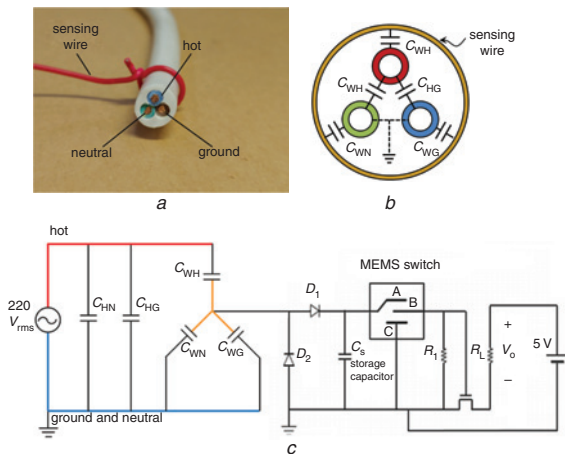 sensing
wire
hot
neutral
ground
a
sensing
wire
C_WH
C_WH
C_HG
C_WN
C_WG
b
hot
220
V_rms
C_HN
C_HG
C_WH
C_WN
C_WG
ground and neutral
D_1
D_2
C_s
storage
capacitor
MEMS switch
A
B
C
R_1
R_L
+
V_o
–
5 V
c